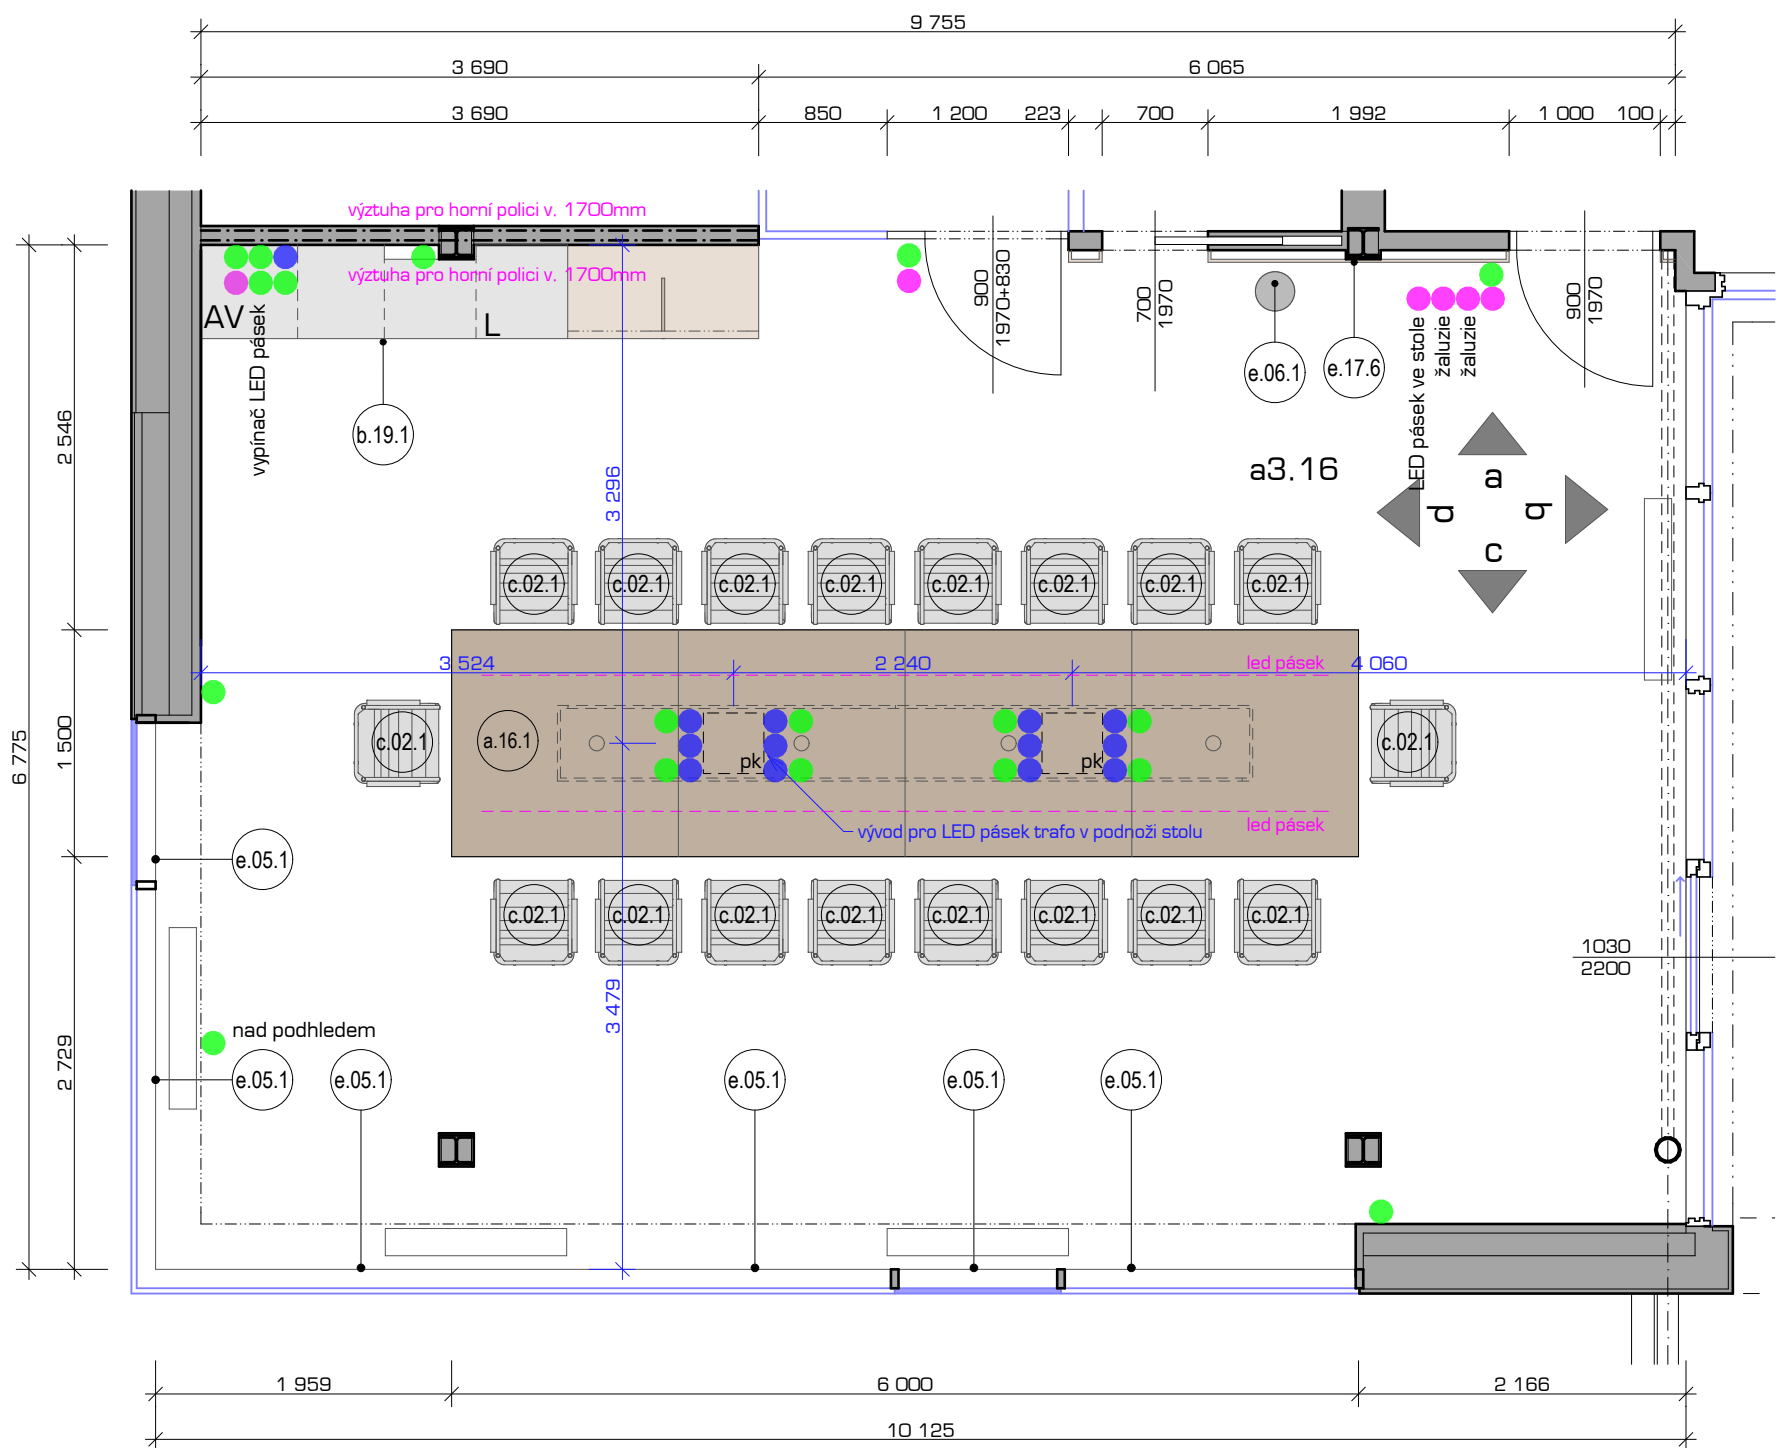 9 755
3 690
6 065
3 690
850
1 200
223
700
1 992
1 000
100
výztuha pro horní polici v. 1700mm
výztuha pro horní polici v. 1700mm
AV
L
vypínač LED pásek
b.19.1
900
1970+830
700
1970
e.06.1
e.17.6
LED pásek ve stole
žaluzie
žaluzie
900
1970
a3.16
a
b
c
d
6 775
2 546
1 500
2 729
3 296
3 479
c.02.1
c.02.1
c.02.1
c.02.1
c.02.1
c.02.1
c.02.1
c.02.1
3 524
2 240
4 060
led pásek
c.02.1
a.16.1
pk
pk
c.02.1
vývod pro LED pásek trafo v podnoži stolu
led pásek
e.05.1
c.02.1
c.02.1
c.02.1
c.02.1
c.02.1
c.02.1
c.02.1
c.02.1
1030
2200
nad podhledem
e.05.1
e.05.1
e.05.1
e.05.1
e.05.1
1 959
6 000
2 166
10 125